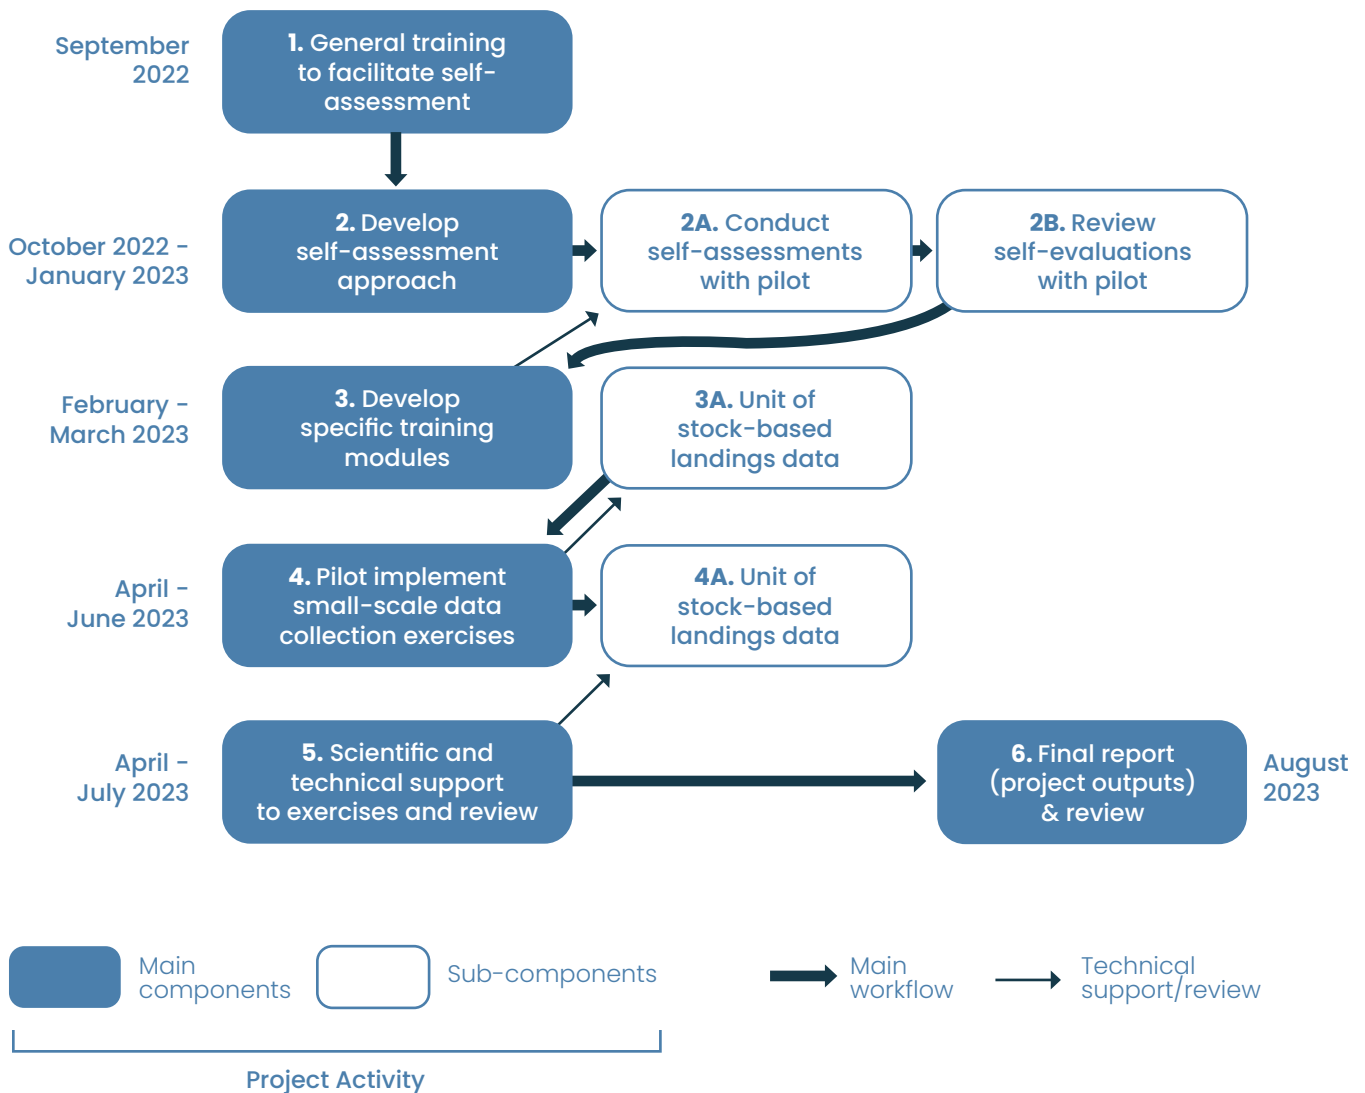 September
2022
1. General training
to facilitate self-
assessment
October 2022 -
January 2023
2. Develop
self-assessment
approach
2A. Conduct
self-assessments
with pilot
2B. Review
self-evaluations
with pilot
February -
March 2023
3. Develop
specific training
modules
3A. Unit of
stock-based
landings data
April -
June 2023
4. Pilot implement
small-scale data
collection exercises
4A. Unit of
stock-based
landings data
April -
July 2023
5. Scientific and
technical support
to exercises and review
6. Final report
(project outputs)
& review
August
2023
Main
components
Sub-components
Main
workflow
Technical
support/review
Project Activity